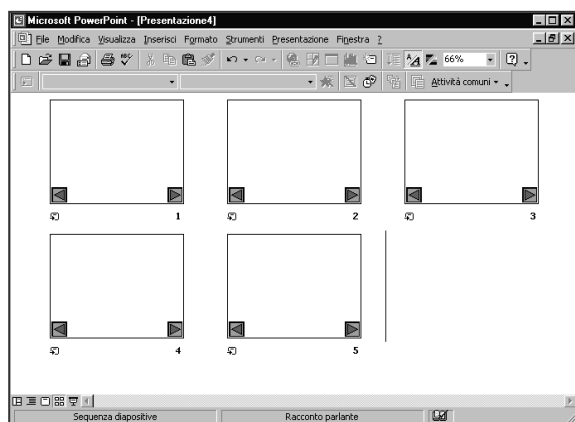 Microsoft PowerPoint - [Presentazione4]
File Modifica Visualizza Inserisci Formato Strumenti Presentazione Finestra ?
66%
Attività comuni
1 2 3
4 5
Sequenza diapositive Racconto parlante